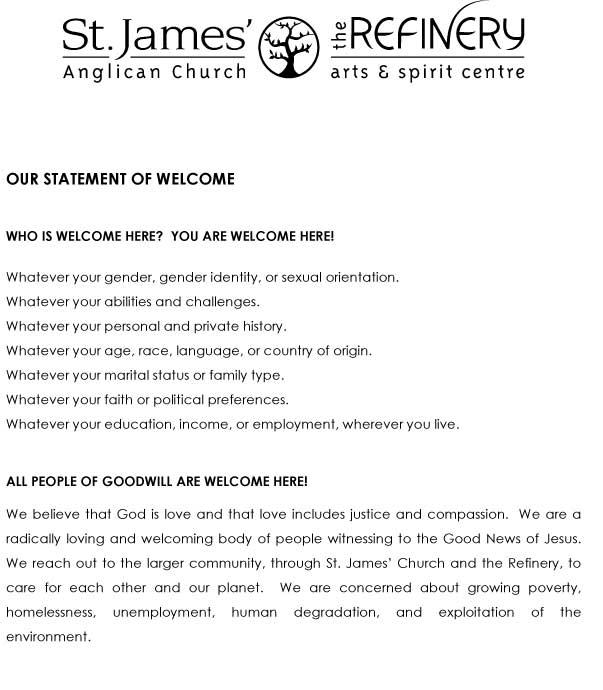 St. James' the REFINERY
Anglican Church arts & spirit centre
OUR STATEMENT OF WELCOME
WHO IS WELCOME HERE?  YOU ARE WELCOME HERE!
Whatever your gender, gender identity, or sexual orientation.
Whatever your abilities and challenges.
Whatever your personal and private history.
Whatever your age, race, language, or country of origin.
Whatever your marital status or family type.
Whatever your faith or political preferences.
Whatever your education, income, or employment, wherever you live.
ALL PEOPLE OF GOODWILL ARE WELCOME HERE!
We believe that God is love and that love includes justice and compassion.  We are a
radically loving and welcoming body of people witnessing to the Good News of Jesus.
We reach out to the larger community, through St. James' Church and the Refinery, to
care for each other and our planet.  We are concerned about growing poverty,
homelessness, unemployment, human degradation, and exploitation of the
environment.